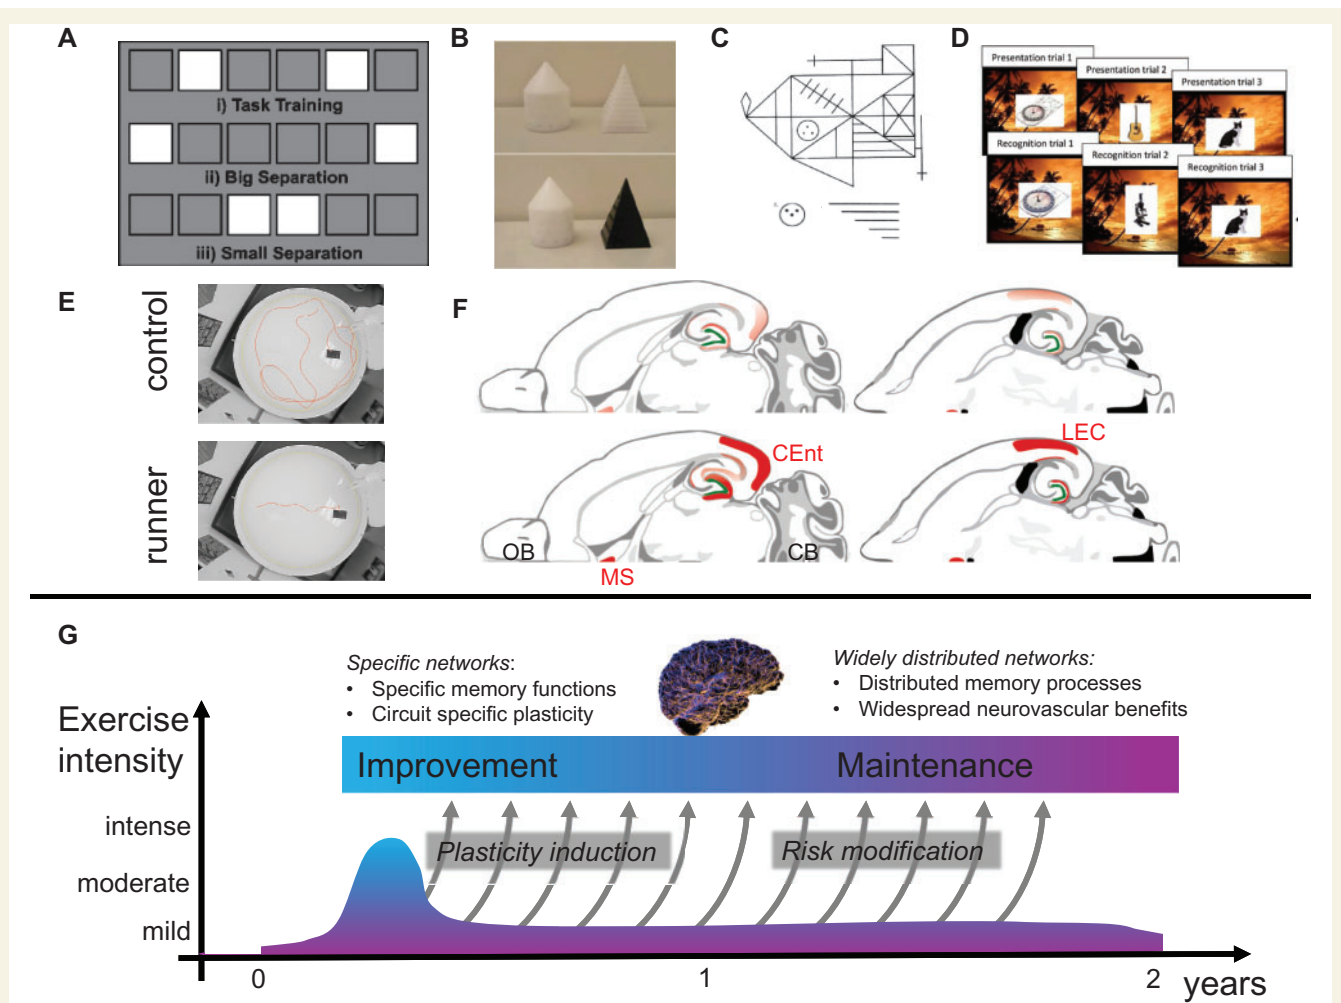 A
i) Task Training
ii) Big Separation
iii) Small Separation
B
C
D
Presentation trial 1
Presentation trial 2
Presentation trial 3
Recognition trial 1
Recognition trial 2
Recognition trial 3
E
control
runner
F
CEnt
LEC
OB
CB
MS
G
Specific networks:
• Specific memory functions
• Circuit specific plasticity
Widely distributed networks:
• Distributed memory processes
• Widespread neurovascular benefits
Exercise
intensity
Improvement
Maintenance
intense
moderate
mild
Plasticity induction
Risk modification
0
1
2
years